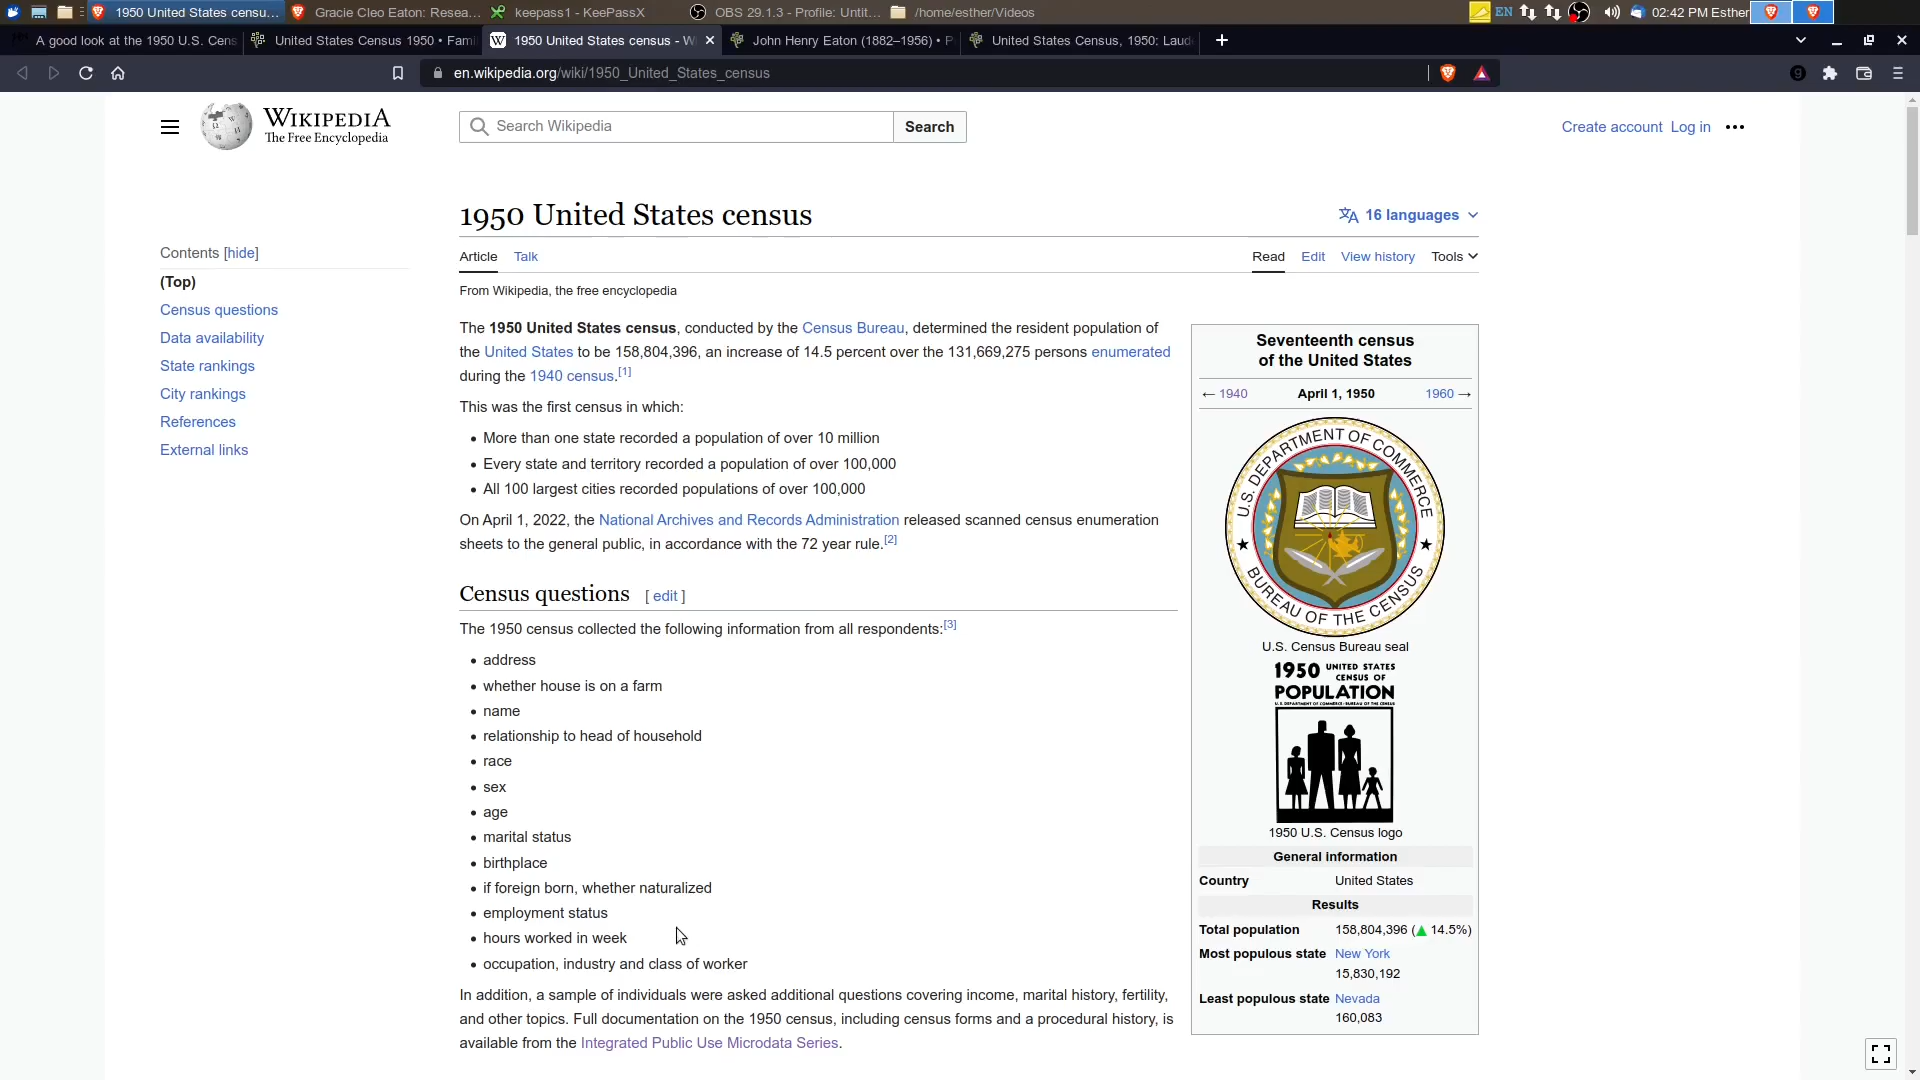 1950 United States censu... Gracie Cleo Eaton: Resea... keepass1 - KeePassX OBS 29.1.3 - Profile: Untit... /home/esther/Videos EN 02:42 PM Esther
A good look at the 1950 U.S. Cens United States Census 1950 • Fami 1950 United States census - Wi John Henry Eaton (1882–1956) • P United States Census, 1950: Laud
en.wikipedia.org/wiki/1950_United_States_census
WIKIPEDIA
The Free Encyclopedia
Search Wikipedia Search
Create account Log in
1950 United States census
16 languages
Article Talk Read Edit View history Tools
From Wikipedia, the free encyclopedia
Contents [hide]
(Top)
Census questions
Data availability
State rankings
City rankings
References
External links
The 1950 United States census, conducted by the Census Bureau, determined the resident population of
the United States to be 158,804,396, an increase of 14.5 percent over the 131,669,275 persons enumerated
during the 1940 census.[1]
This was the first census in which:
• More than one state recorded a population of over 10 million
• Every state and territory recorded a population of over 100,000
• All 100 largest cities recorded populations of over 100,000
On April 1, 2022, the National Archives and Records Administration released scanned census enumeration
sheets to the general public, in accordance with the 72 year rule.[2]
Census questions [ edit ]
The 1950 census collected the following information from all respondents:[3]
• address
• whether house is on a farm
• name
• relationship to head of household
• race
• sex
• age
• marital status
• birthplace
• if foreign born, whether naturalized
• employment status
• hours worked in week
• occupation, industry and class of worker
In addition, a sample of individuals were asked additional questions covering income, marital history, fertility,
and other topics. Full documentation on the 1950 census, including census forms and a procedural history, is
available from the Integrated Public Use Microdata Series.
Seventeenth census
of the United States
← 1940 April 1, 1950 1960 →
U.S. DEPARTMENT OF COMMERCE
BUREAU OF THE CENSUS
U.S. Census Bureau seal
1950 UNITED STATES
CENSUS OF
POPULATION
U.S. DEPARTMENT OF COMMERCE · BUREAU OF THE CENSUS
1950 U.S. Census logo
General information
Country United States
Results
Total population 158,804,396 (▲ 14.5%)
Most populous state New York
15,830,192
Least populous state Nevada
160,083